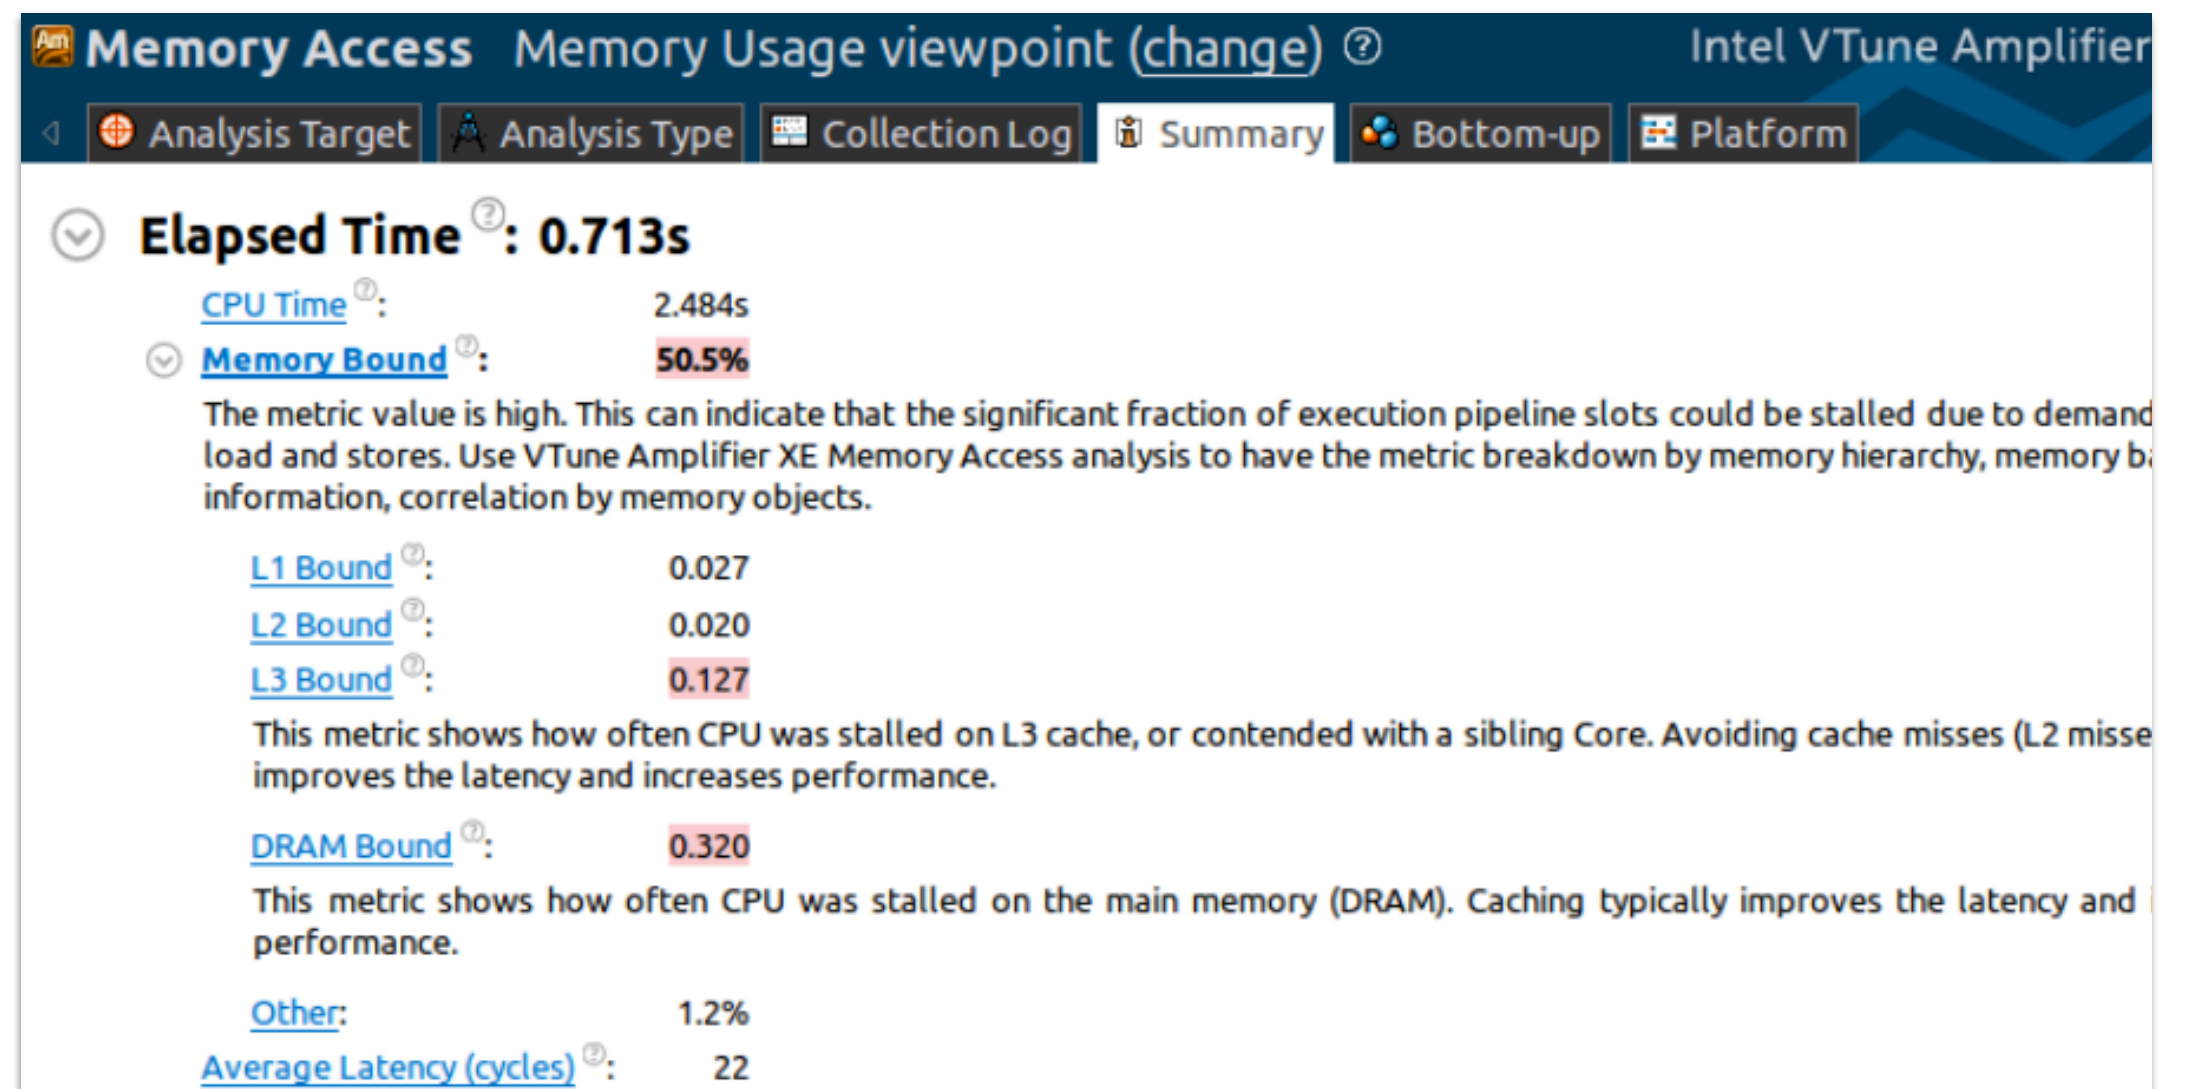 Am Memory Access Memory Usage viewpoint (change) ? Intel VTune Amplifier
Analysis Target Analysis Type Collection Log Summary Bottom-up Platform
Elapsed Time ?: 0.713s
CPU Time ?: 2.484s
Memory Bound ?: 50.5%
The metric value is high. This can indicate that the significant fraction of execution pipeline slots could be stalled due to demand
load and stores. Use VTune Amplifier XE Memory Access analysis to have the metric breakdown by memory hierarchy, memory
information, correlation by memory objects.
L1 Bound ?: 0.027
L2 Bound ?: 0.020
L3 Bound ?: 0.127
This metric shows how often CPU was stalled on L3 cache, or contended with a sibling Core. Avoiding cache misses (L2 misse
improves the latency and increases performance.
DRAM Bound ?: 0.320
This metric shows how often CPU was stalled on the main memory (DRAM). Caching typically improves the latency and
performance.
Other: 1.2%
Average Latency (cycles) ?: 22